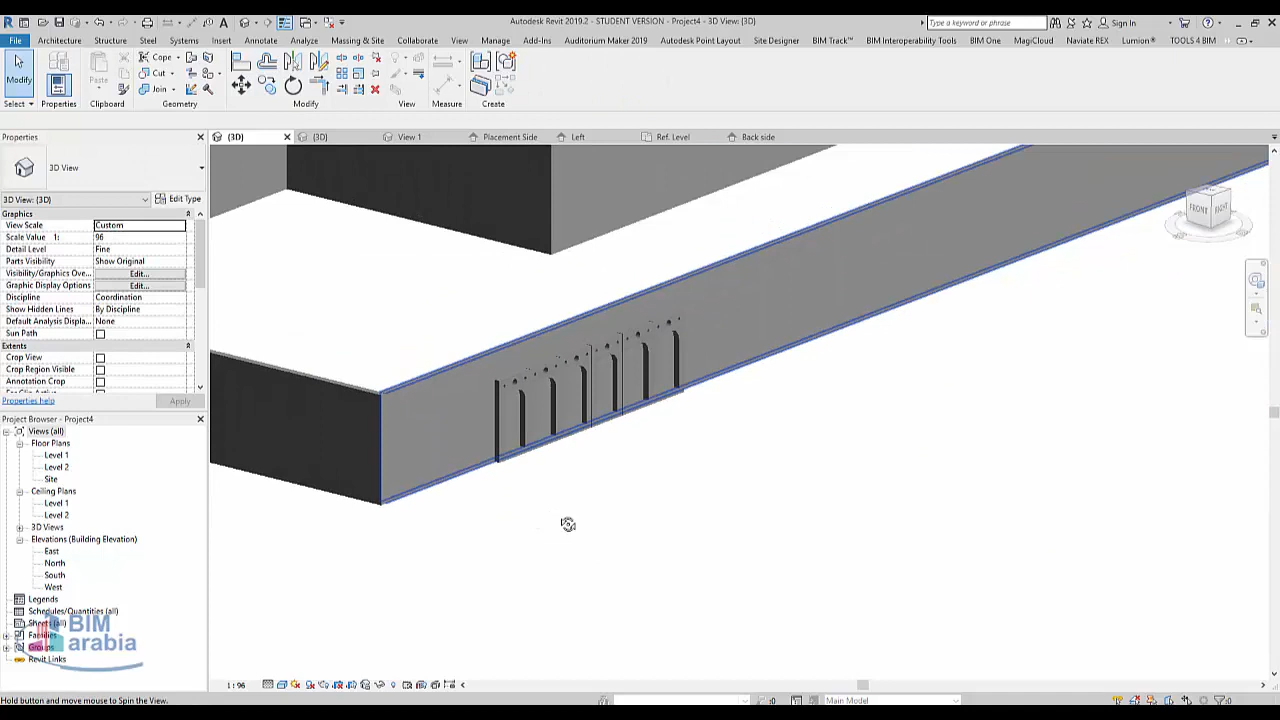 Autodesk Revit 2019.2 - STUDENT VERSION - Project4 - 3D View: {3D}
Type a keyword or phrase
Sign In
File Architecture Structure Steel Systems Insert Annotate Analyze Massing & Site Collaborate View Manage Add-Ins Auditorium Maker 2019 Autodesk Point Layout Site Designer BIM Track™ BIM Interoperability Tools BIM One MagiCloud Naviate REX Lumion® TOOLS 4 BIM
Modify
Paste
Cope
Cut
Join
Select Properties Clipboard Geometry Modify View Measure Create
Properties
{3D} {3D} View 1 Placement Side Left Ref. Level Back side
3D View
3D View: {3D} Edit Type
Graphics
View Scale Custom
Scale Value 1: 96
Detail Level Fine
Parts Visibility Show Original
Visibility/Graphics Ove... Edit...
Graphic Display Options Edit...
Discipline Coordination
Show Hidden Lines By Discipline
Default Analysis Displa... None
Sun Path
Extents
Crop View
Crop Region Visible
Annotation Crop
Properties help Apply
Project Browser - Project4
Views (all)
Floor Plans
Level 1
Level 2
Site
Ceiling Plans
Level 1
Level 2
3D Views
Elevations (Building Elevation)
East
North
South
West
Legends
Schedules/Quantities (all)
Sheets (all)
Families
Groups
Revit Links
BIM
arabia
FRONT RIGHT
1 : 96
Hold button and move mouse to Spin the View.
:0 Main Model :0